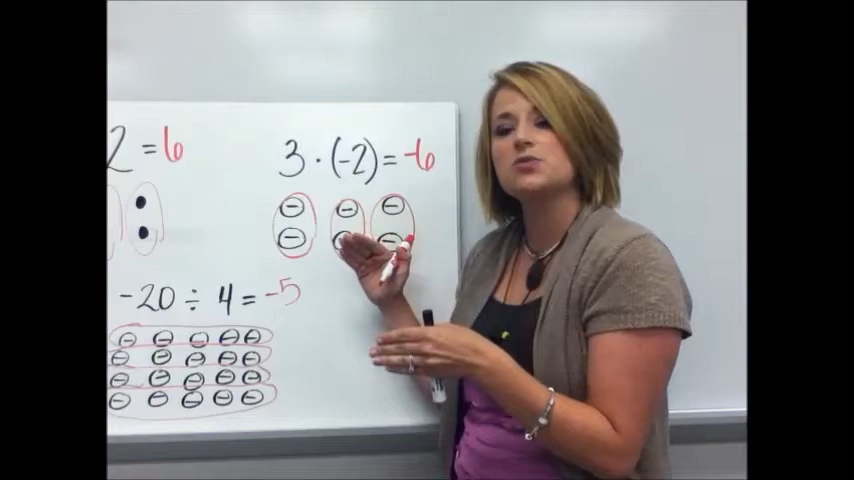 2 = 6
3 · (-2) = -6
-20 ÷ 4 = -5